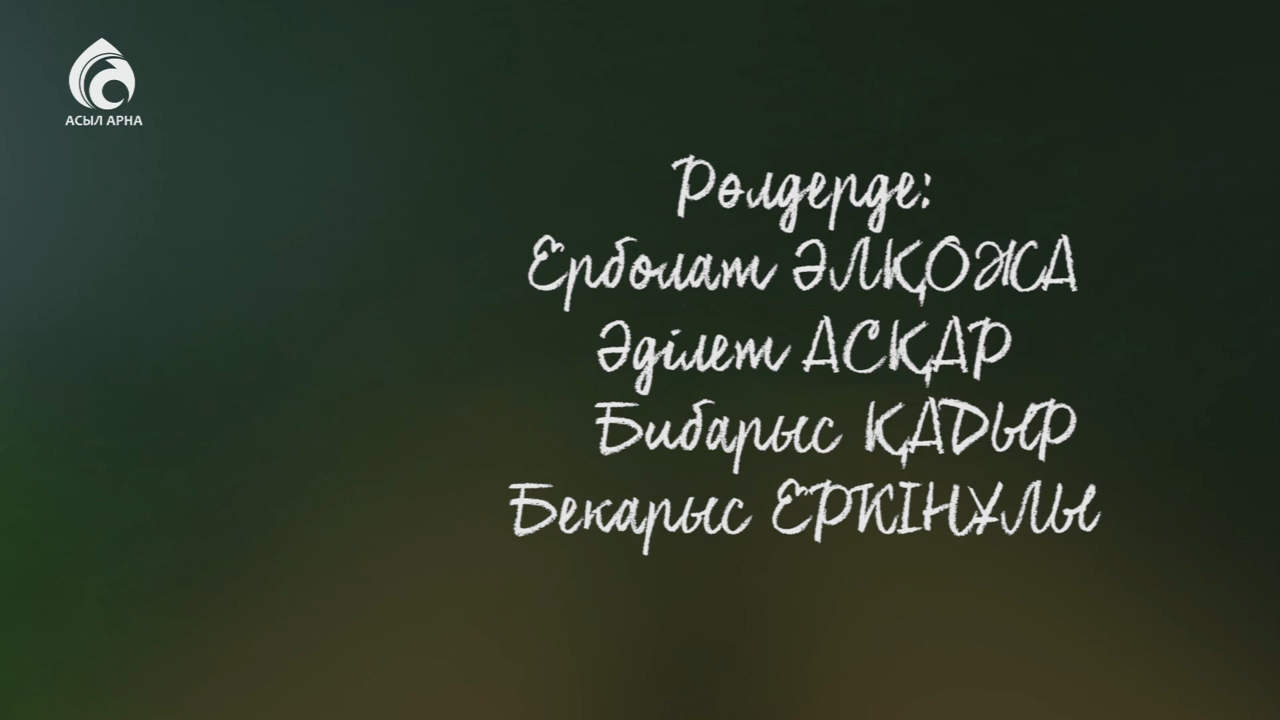 АСЫЛ АРНА
Рөлдерде:
Ерболат ӘЛҚОЖА
Әділет АСҚАР
Бибарыс ҚАДЫР
Бекарыс ЕРКІНҰЛЫ